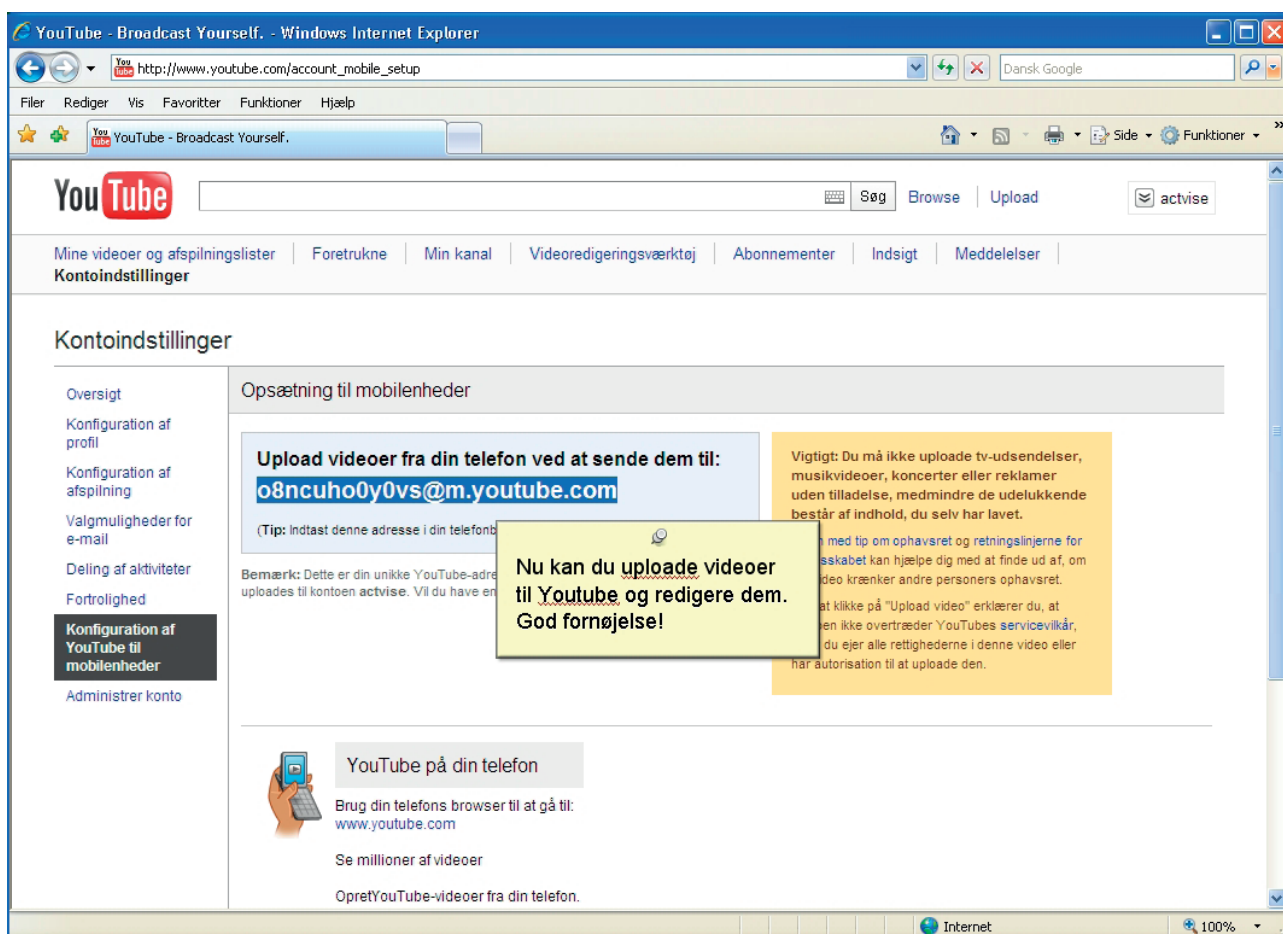 YouTube - Broadcast Yourself. - Windows Internet Explorer
http://www.youtube.com/account_mobile_setup
Dansk Google
Filer Rediger Vis Favoritter Funktioner Hjælp
YouTube - Broadcast Yourself.
Side Funktioner
YouTube
Søg Browse Upload actvise
Mine videoer og afspilningslister Foretrukne Min kanal Videoredigeringsværktøj Abonnementer Indsigt Meddelelser
Kontoindstillinger
Kontoindstillinger
Oversigt
Konfiguration af
profil
Konfiguration af
afspilning
Valgmuligheder for
e-mail
Deling af aktiviteter
Fortrolighed
Konfiguration af
YouTube til
mobilenheder
Administrer konto
Opsætning til mobilenheder
Upload videoer fra din telefon ved at sende dem til:
o8ncuho0y0vs@m.youtube.com
(Tip: Indtast denne adresse i din telefonb
Bemærk: Dette er din unikke YouTube-adre
uploades til kontoen actvise. Vil du have en
Nu kan du uploade videoer
til Youtube og redigere dem.
God fornøjelse!
Vigtigt: Du må ikke uploade tv-udsendelser,
musikvideoer, koncerter eller reklamer
uden tilladelse, medmindre de udelukkende
består af indhold, du selv har lavet.
med tip om ophavsret og retningslinjerne for
sskabet kan hjælpe dig med at finde ud af, om
deo krænker andre personers ophavsret.
at klikke på "Upload video" erklærer du, at
en ikke overtræder YouTubes servicevilkår,
du ejer alle rettighederne i denne video eller
har autorisation til at uploade den.
YouTube på din telefon
Brug din telefons browser til at gå til:
www.youtube.com
Se millioner af videoer
OpretYouTube-videoer fra din telefon.
Internet 100%